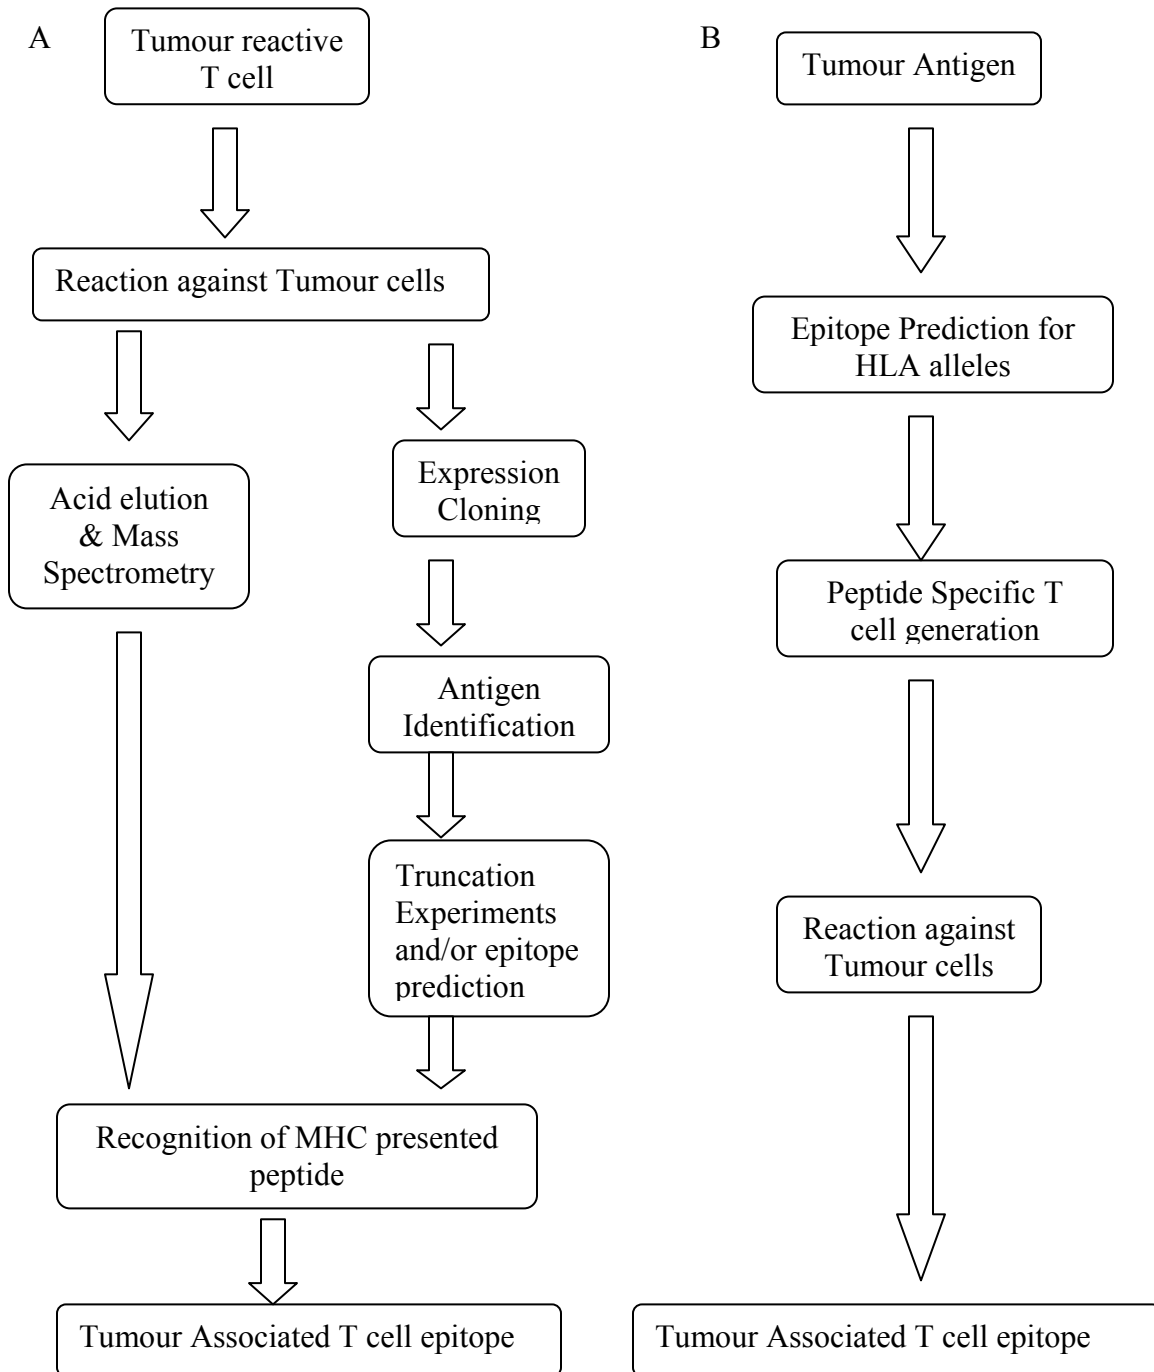 A
Tumour reactive
T cell
Reaction against Tumour cells
Acid elution
& Mass
Spectrometry
Expression
Cloning
Antigen
Identification
Truncation
Experiments
and/or epitope
prediction
Recognition of MHC presented
peptide
Tumour Associated T cell epitope
B
Tumour Antigen
Epitope Prediction for
HLA alleles
Peptide Specific T
cell generation
Reaction against
Tumour cells
Tumour Associated T cell epitope